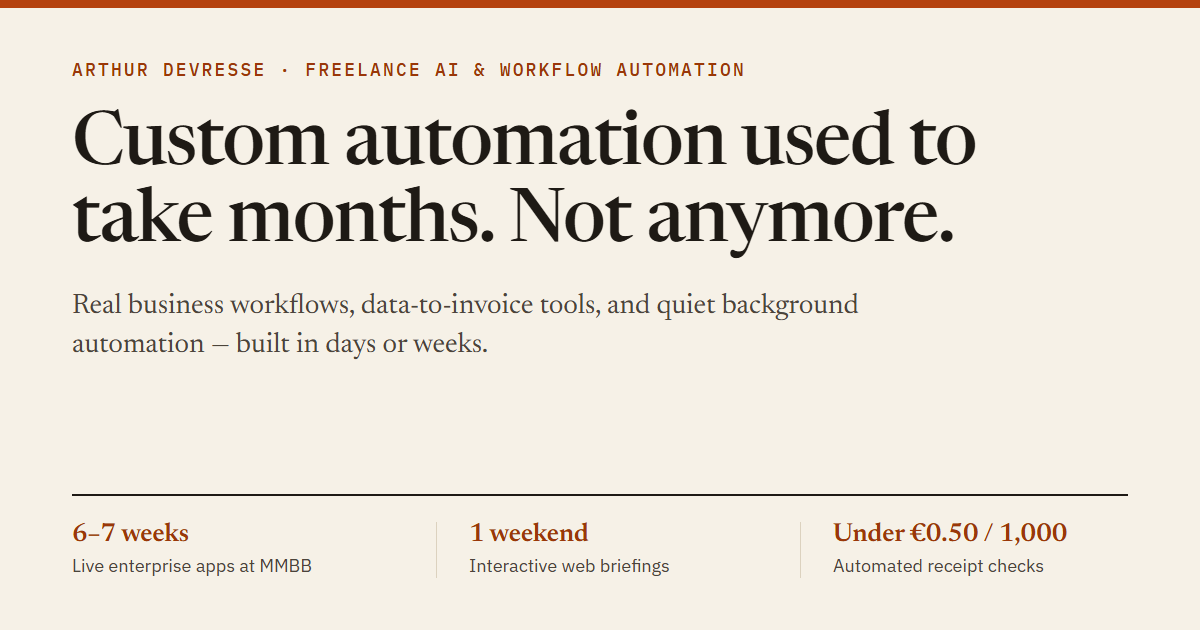 ARTHUR DEVRESSE · FREELANCE AI & WORKFLOW AUTOMATION
Custom automation used to
take months. Not anymore.
Real business workflows, data-to-invoice tools, and quiet background
automation — built in days or weeks.
6–7 weeks
Live enterprise apps at MMBB
1 weekend
Interactive web briefings
Under €0.50 / 1,000
Automated receipt checks